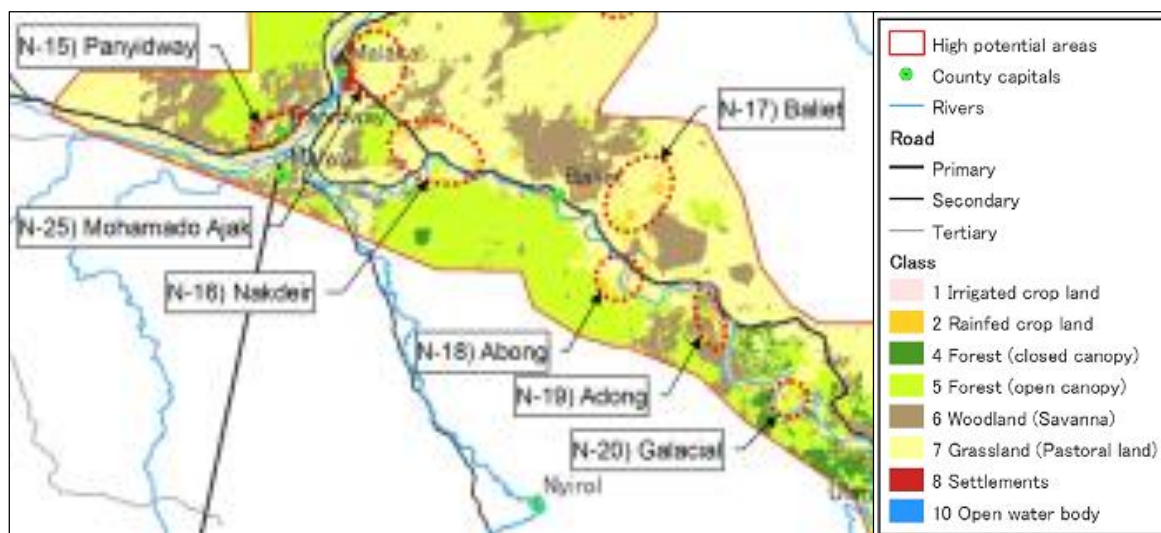 N-15) Panyidway
Malakal
N-17) Baliet
Baliet
N-25) Mohamado Ajak
N-16) Nakdeir
N-18) Abong
N-19) Adong
N-20) Galacial
Nyirol
High potential areas
County capitals
Rivers
Road
Primary
Secondary
Tertiary
Class
1 Irrigated crop land
2 Rainfed crop land
4 Forest (closed canopy)
5 Forest (open canopy)
6 Woodland (Savanna)
7 Grassland (Pastoral land)
8 Settlements
10 Open water body